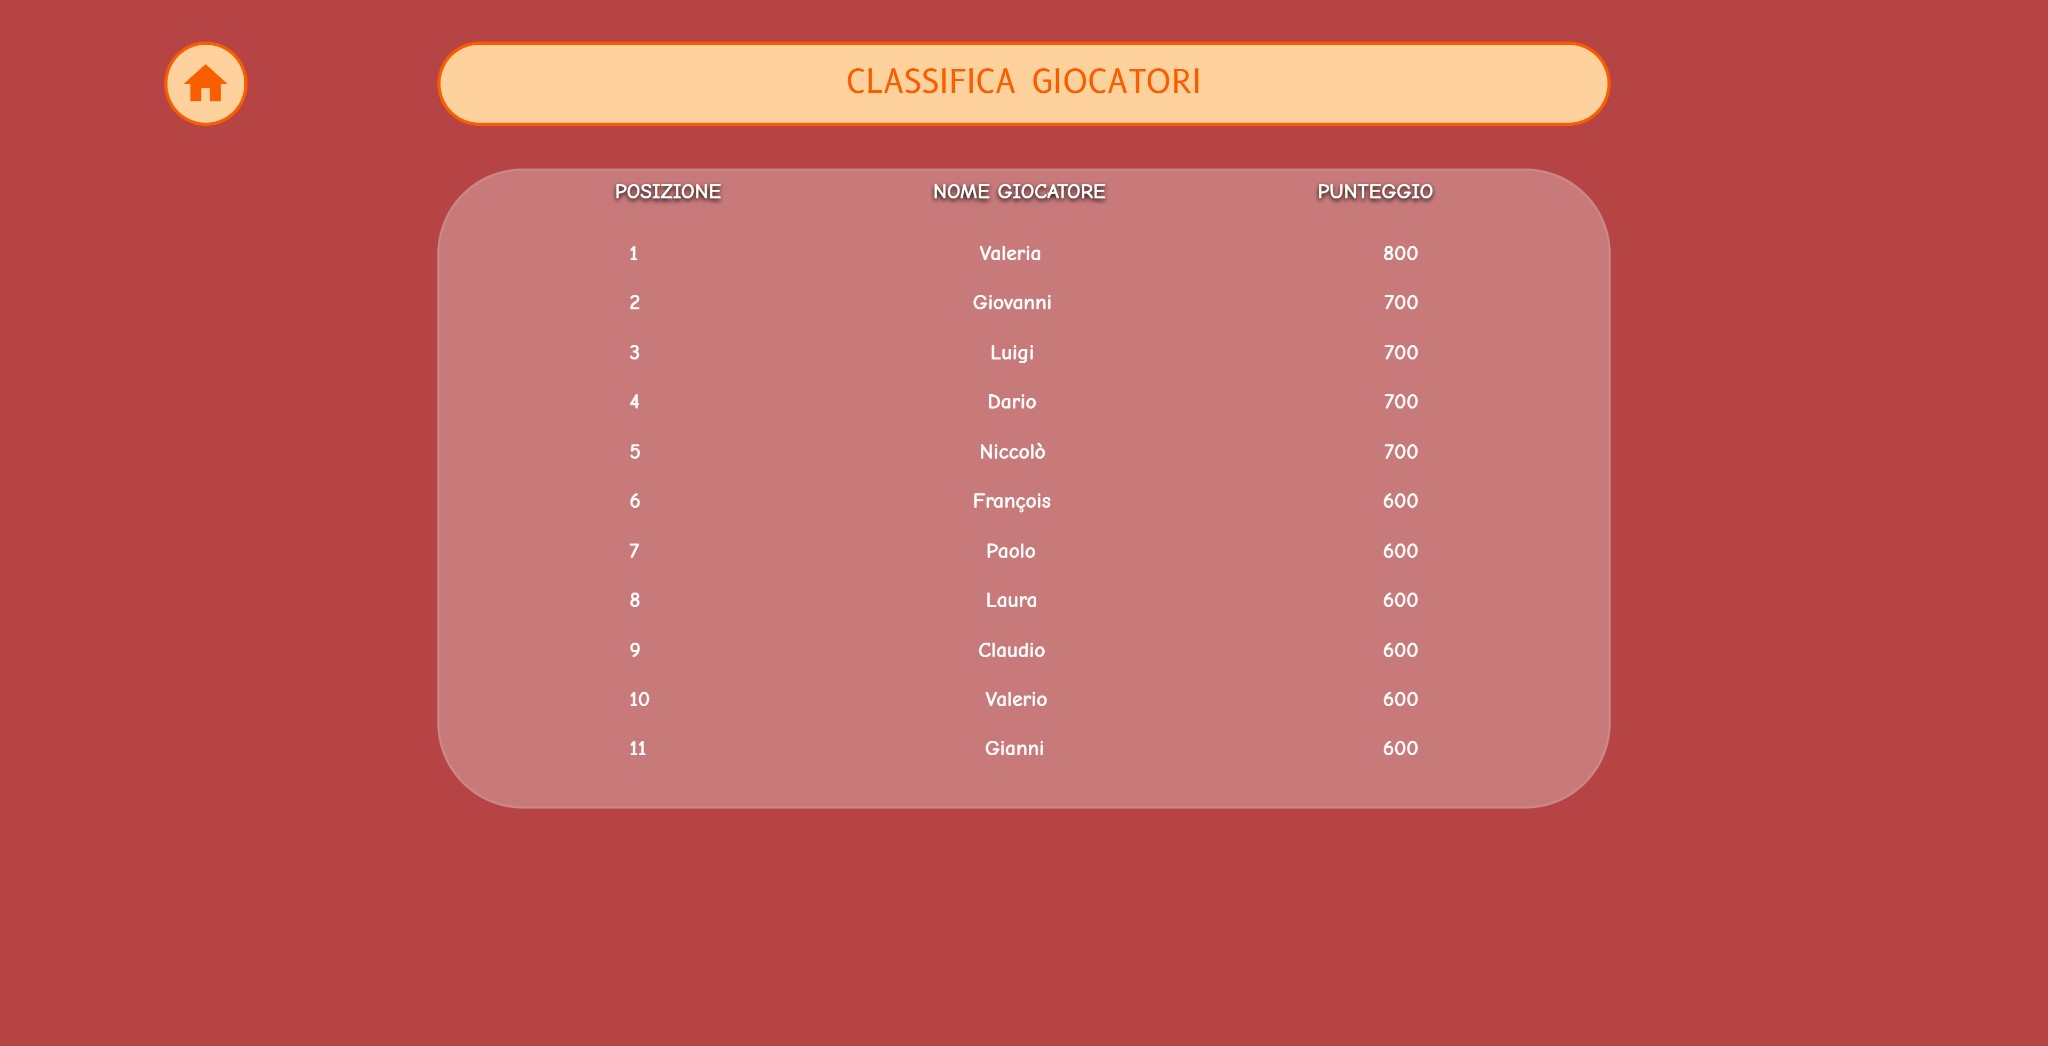 CLASSIFICA GIOCATORI
POSIZIONE NOME GIOCATORE PUNTEGGIO
1 Valeria 800
2 Giovanni 700
3 Luigi 700
4 Dario 700
5 Niccolò 700
6 François 600
7 Paolo 600
8 Laura 600
9 Claudio 600
10 Valerio 600
11 Gianni 600